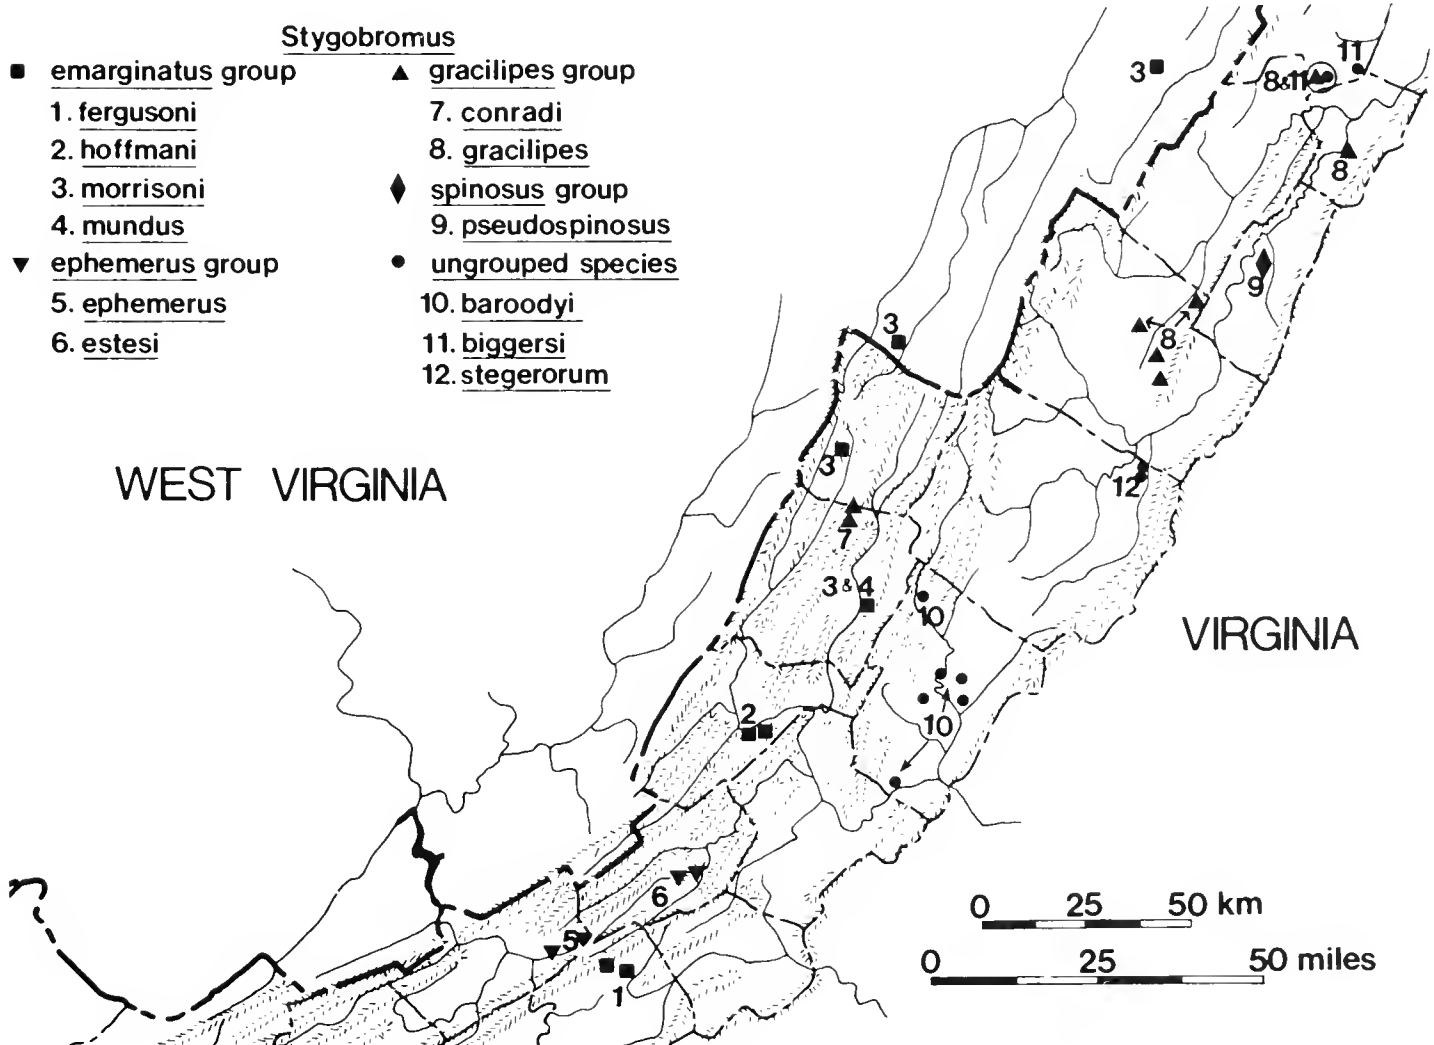 Stygobromus
emarginatus group
1. fergusoni
2. hoffmani
3. morrisoni
4. mundus
ephemerus group
5. ephemerus
6. estesi
gracilipes group
7. conradi
8. gracilipes
spinosus group
9. pseudospinosus
ungrouped species
10. baroodyi
11. biggersi
12. stegerorum
11
3
8&11
8
9
3
8
3
12
7
3 & 4
10
2
10
6
5
1
WEST VIRGINIA
VIRGINIA
0 25 50 km
0 25 50 miles